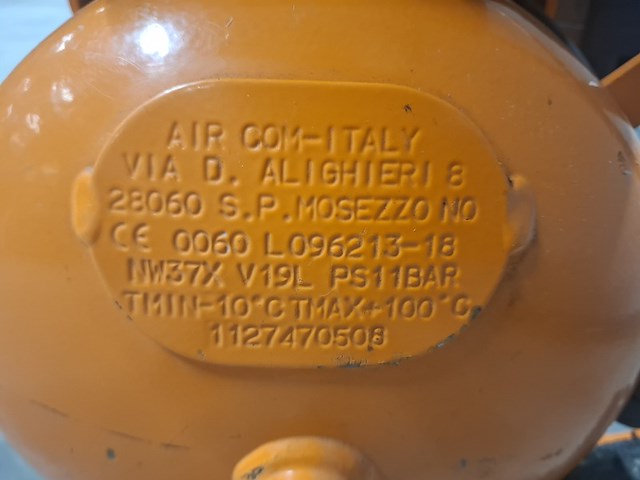 AIR COM-ITALY
VIA D. ALIGHIERI 8
28060 S.P. MOSEZZO NO
CE 0060 L096213-18
NW37X V19L PS11BAR
TMIN-10°C TMAX+100°C
1127470508